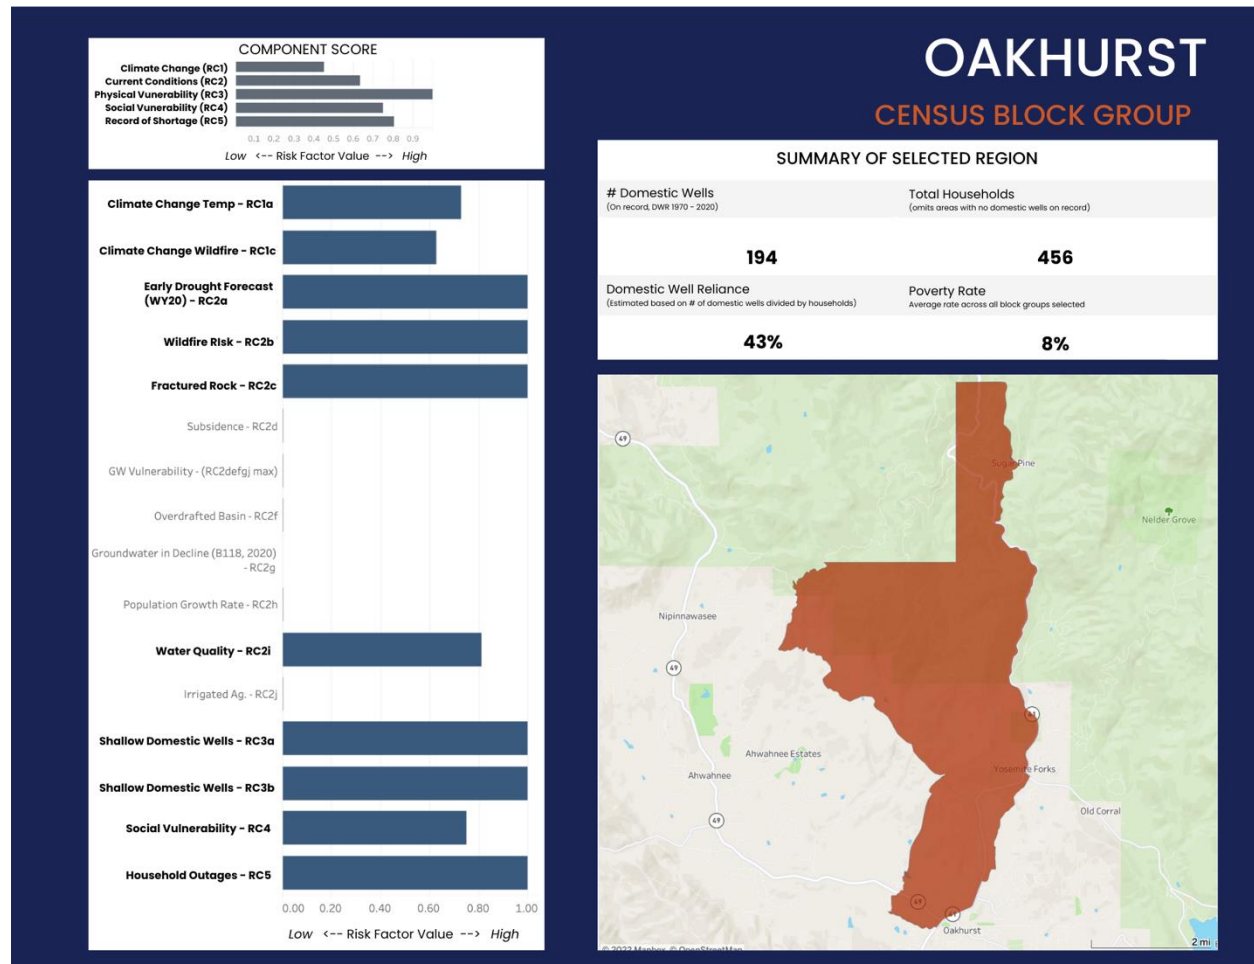 OAKHURST
CENSUS BLOCK GROUP
COMPONENT SCORE
Climate Change (RC1)
Current Conditions (RC2)
Physical Vunerability (RC3)
Social Vunerability (RC4)
Record of Shortage (RC5)
0.1 0.2 0.3 0.4 0.5 0.6 0.7 0.8 0.9
Low <-- Risk Factor Value --> High
Climate Change Temp - RC1a
Climate Change Wildfire - RC1c
Early Drought Forecast
(WY20) - RC2a
Wildfire RIsk - RC2b
Fractured Rock - RC2c
Subsidence - RC2d
GW Vulnerability - (RC2defgj max)
Overdrafted Basin - RC2f
Groundwater in Decline (B118, 2020)
- RC2g
Population Growth Rate - RC2h
Water Quality - RC2i
Irrigated Ag. - RC2j
Shallow Domestic Wells - RC3a
Shallow Domestic Wells - RC3b
Social Vulnerability - RC4
Household Outages - RC5
0.00 0.20 0.40 0.60 0.80 1.00
Low <-- Risk Factor Value --> High
SUMMARY OF SELECTED REGION
# Domestic Wells
(On record, DWR 1970 - 2020)
194
Total Households
(omits areas with no domestic wells on record)
456
Domestic Well Reliance
(Estimated based on # of domestic wells divided by households)
43%
Poverty Rate
Average rate across all block groups selected
8%
49
Sugar Pine
Nelder Grove
Nipinnawasee
49
41
Ahwahnee Estates
Yosemite Forks
Ahwahnee
Old Corral
49
49
41
Oakhurst
2 mi
© 2022 Mapbox © OpenStreetMap